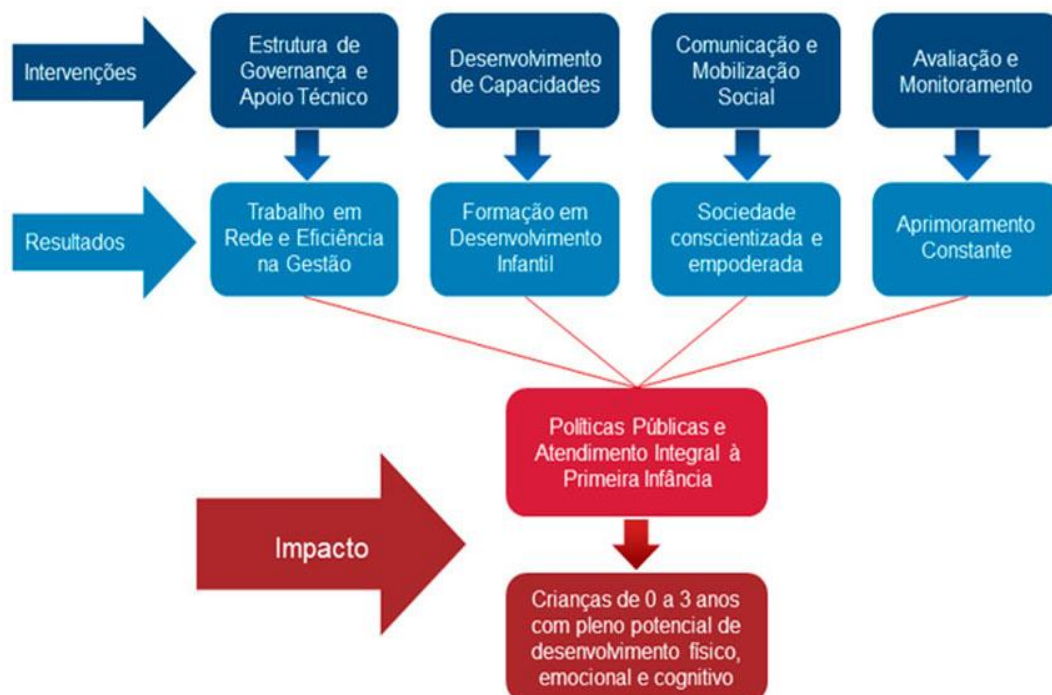 Intervenções
Estrutura de
Governança e
Apoio Técnico
Desenvolvimento
de Capacidades
Comunicação e
Mobilização
Social
Avaliação e
Monitoramento
Resultados
Trabalho em
Rede e Eficiência
na Gestão
Formação em
Desenvolvimento
Infantil
Sociedade
conscientizada e
empoderada
Aprimoramento
Constante
Políticas Públicas e
Atendimento Integral à
Primeira Infância
Impacto
Crianças de 0 a 3 anos
com pleno potencial de
desenvolvimento físico,
emocional e cognitivo